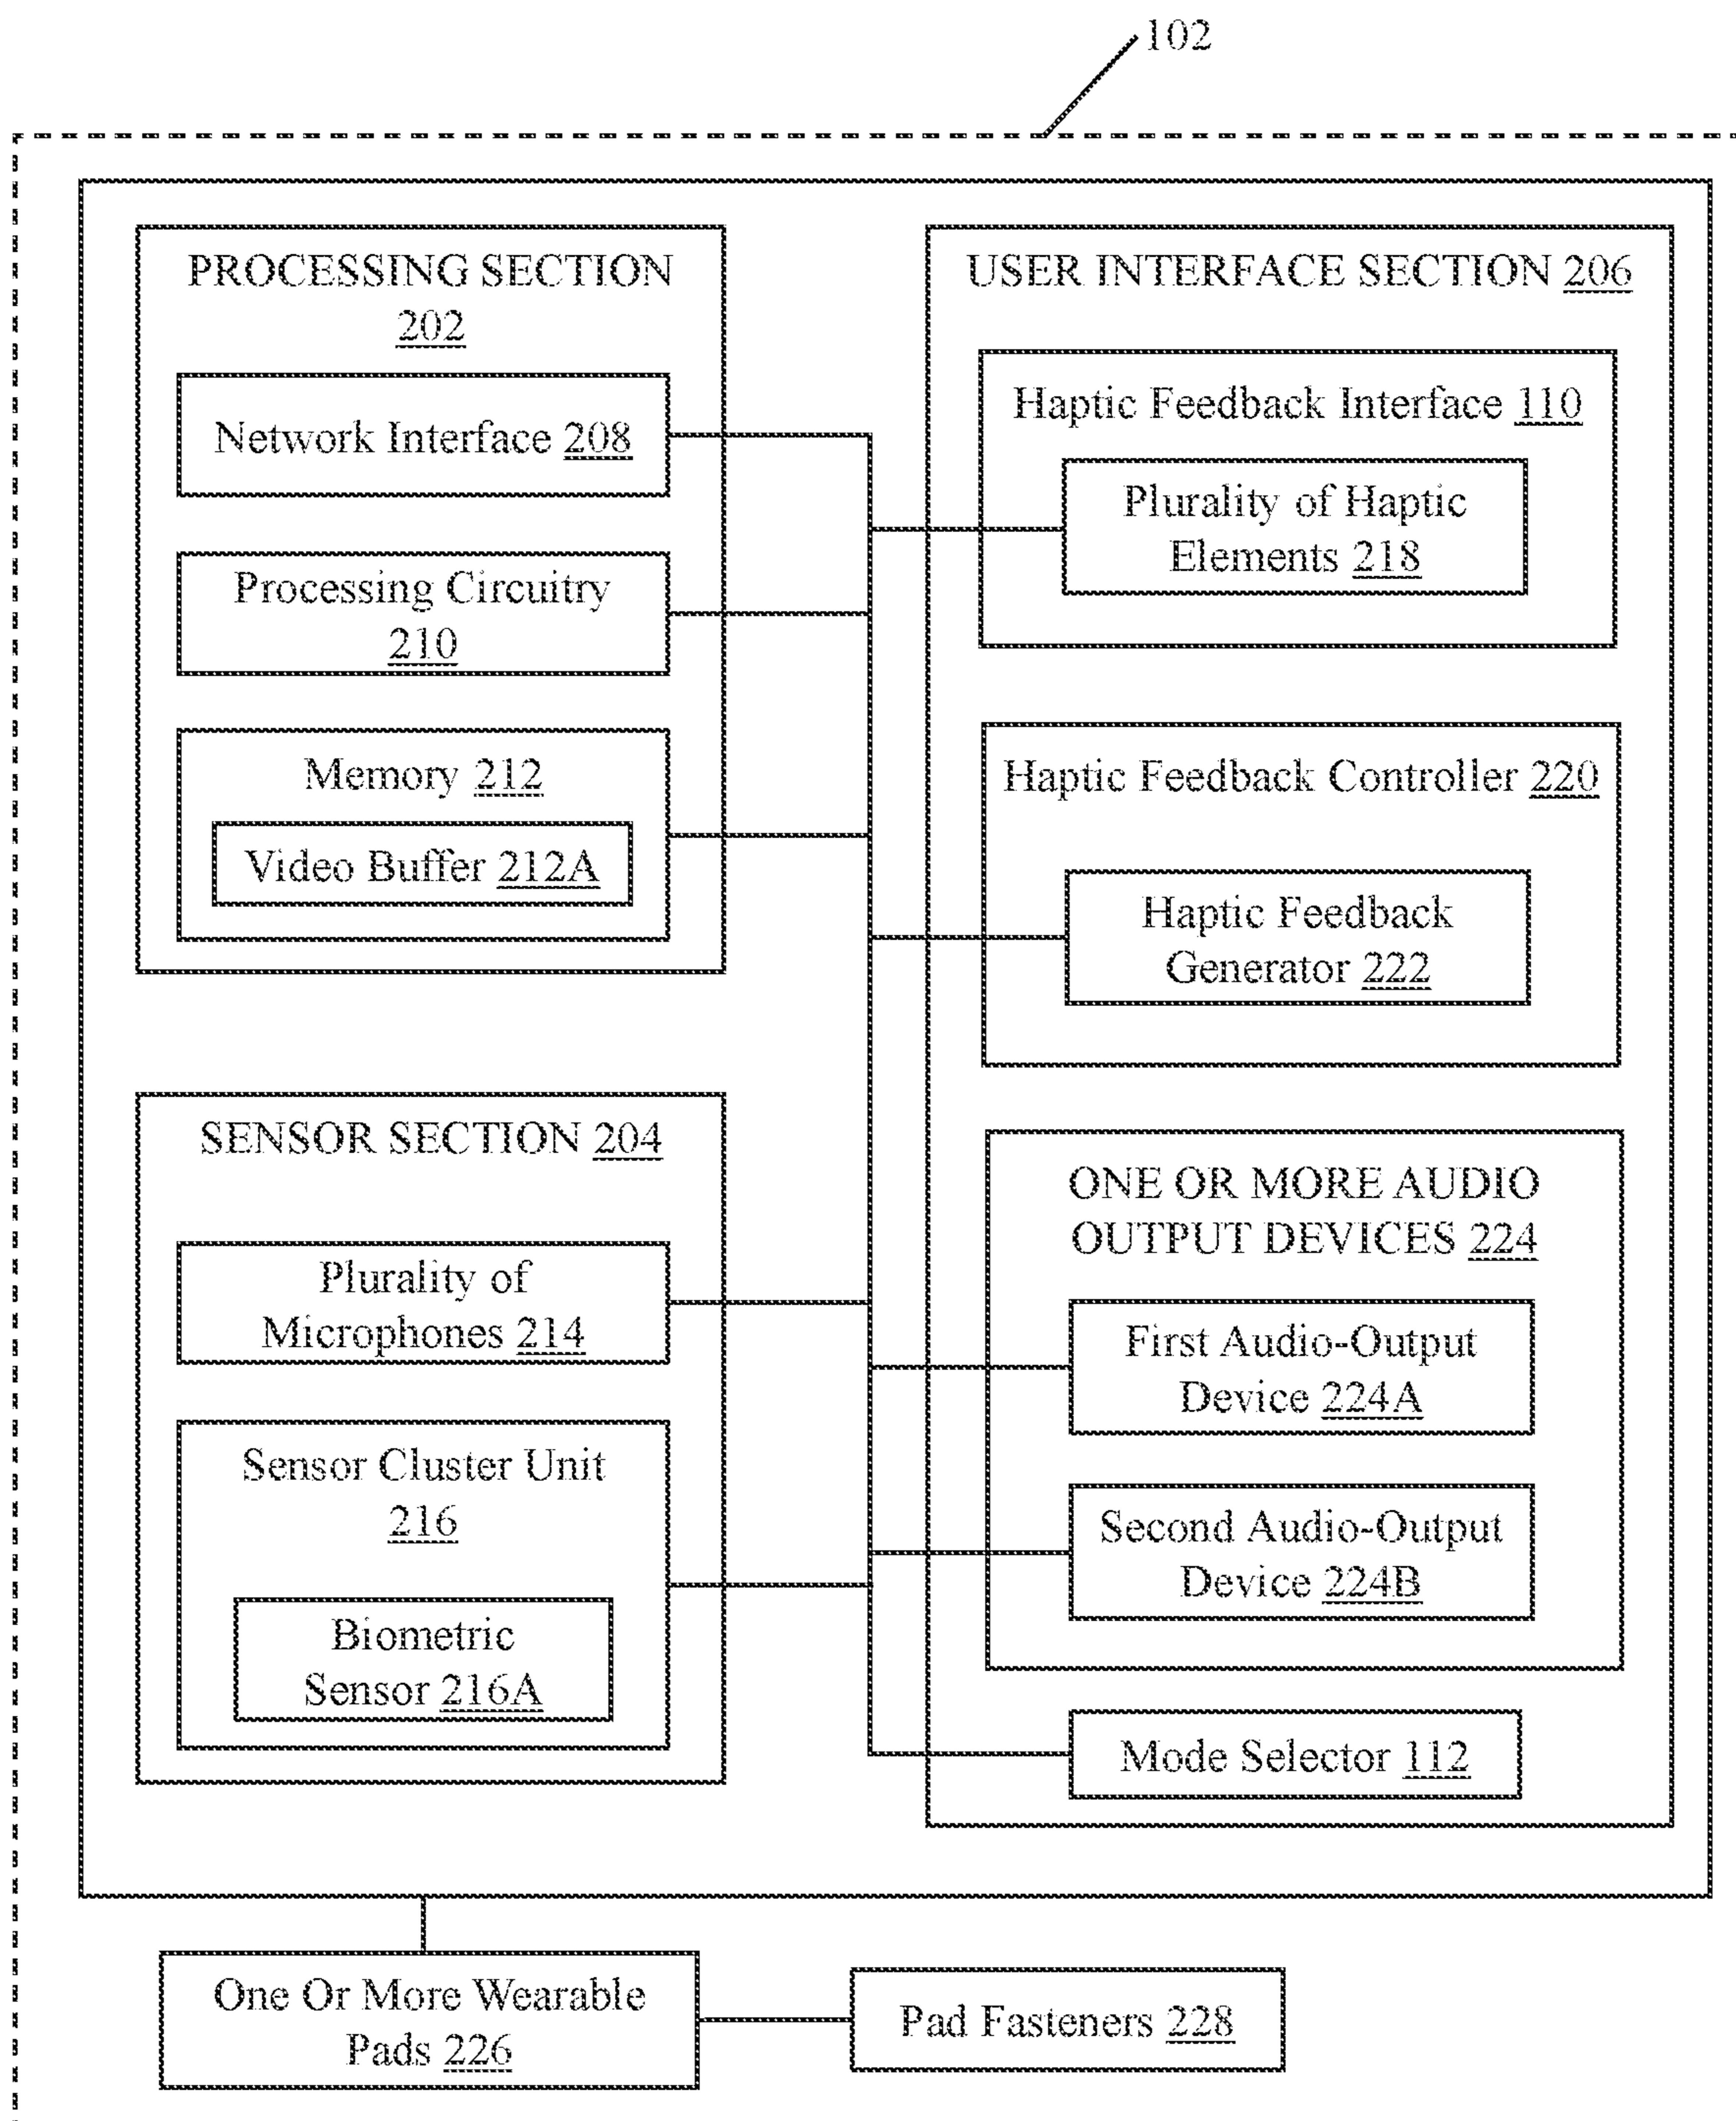 102
PROCESSING SECTION
202
Network Interface 208
Processing Circuitry
210
Memory 212
Video Buffer 212A
SENSOR SECTION 204
Plurality of
Microphones 214
Sensor Cluster Unit
216
Biometric
Sensor 216A
USER INTERFACE SECTION 206
Haptic Feedback Interface 110
Plurality of Haptic
Elements 218
Haptic Feedback Controller 220
Haptic Feedback
Generator 222
ONE OR MORE AUDIO
OUTPUT DEVICES 224
First Audio-Output
Device 224A
Second Audio-Output
Device 224B
Mode Selector 112
One Or More Wearable
Pads 226
Pad Fasteners 228